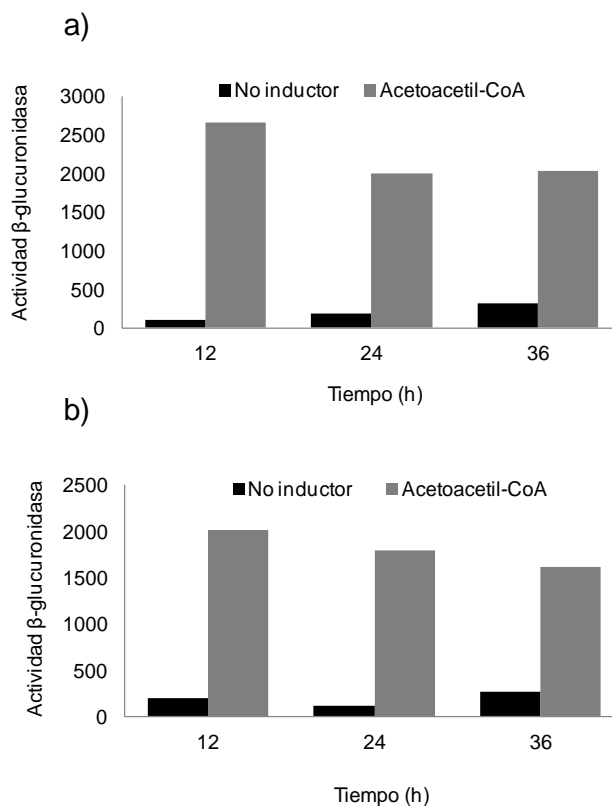 a)
No inductor Acetoacetil-CoA
Actividad β-glucuronidasa
3000
2500
2000
1500
1000
500
0
12 24 36
Tiempo (h)
b)
No inductor Acetoacetil-CoA
Actividad β-glucuronidasa
2500
2000
1500
1000
500
0
12 24 36
Tiempo (h)